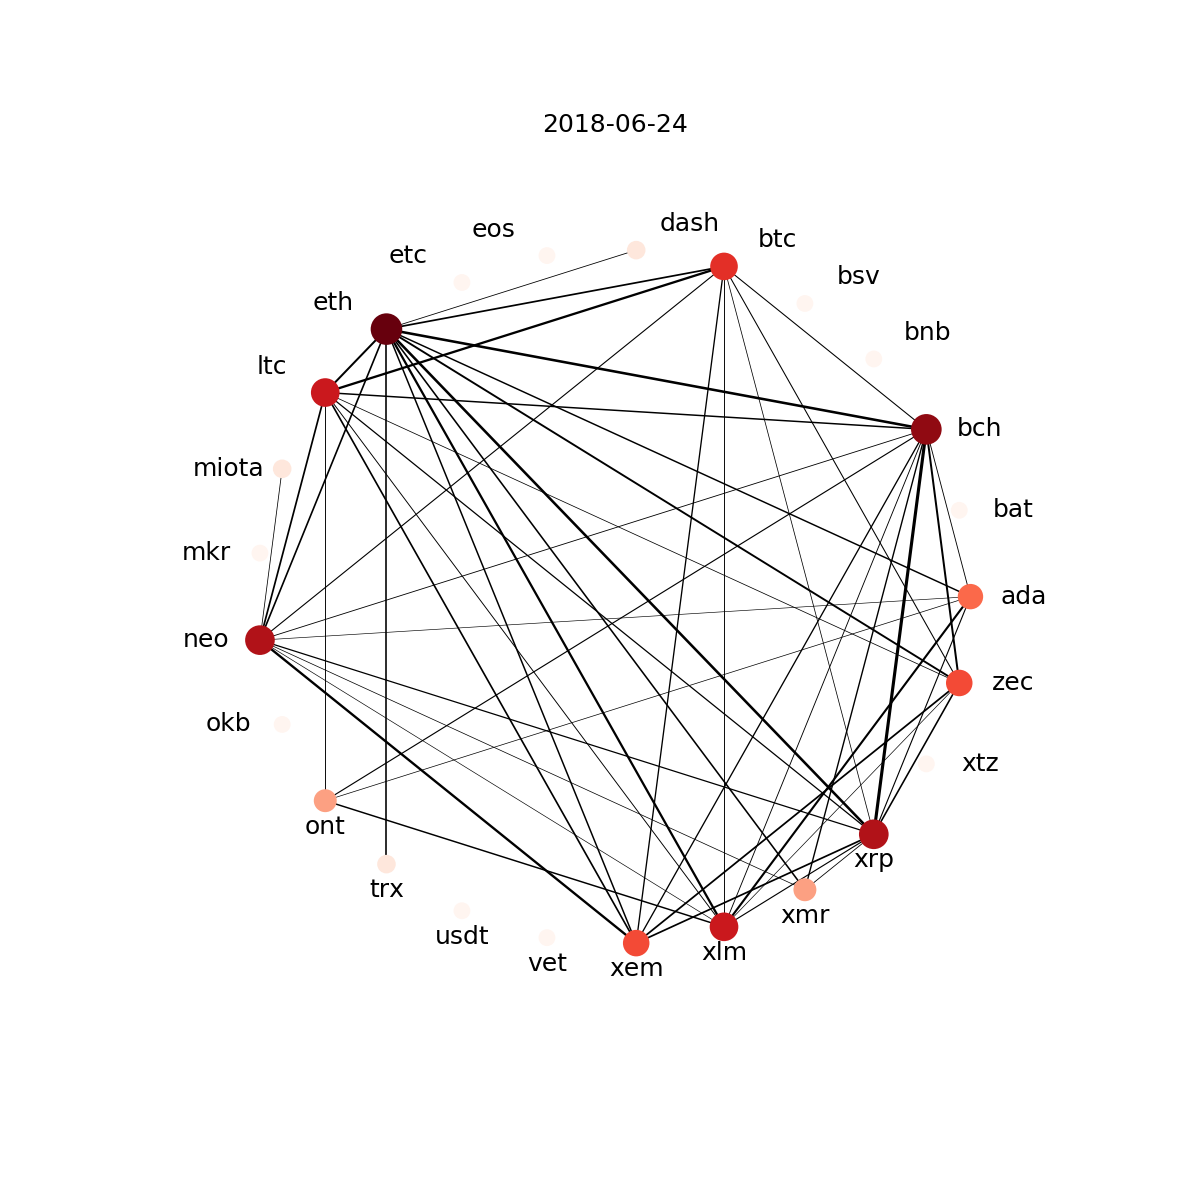 2018-06-24
dash
eos
btc
etc
bsv
eth
bnb
ltc
bch
miota
bat
mkr
ada
neo
zec
okb
xtz
ont
xrp
trx
xmr
usdt
xlm
vet
xem